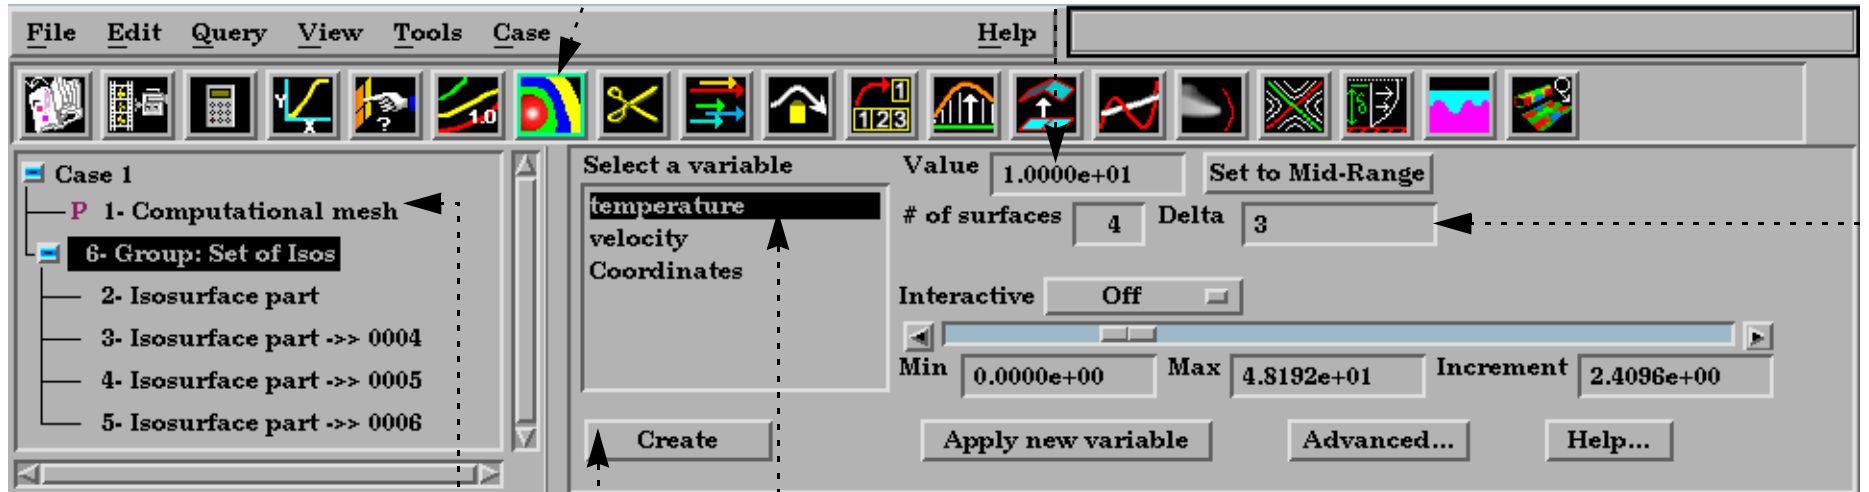 File Edit Query View Tools Case Help
Y X ? 1.0 1 1 2 3
Case 1
P 1- Computational mesh
6- Group: Set of Isos
2- Isosurface part
3- Isosurface part ->> 0004
4- Isosurface part ->> 0005
5- Isosurface part ->> 0006
Select a variable
temperature
velocity
Coordinates
Value 1.0000e+01 Set to Mid-Range
# of surfaces 4 Delta 3
Interactive Off
Min 0.0000e+00 Max 4.8192e+01 Increment 2.4096e+00
Create Apply new variable Advanced... Help...